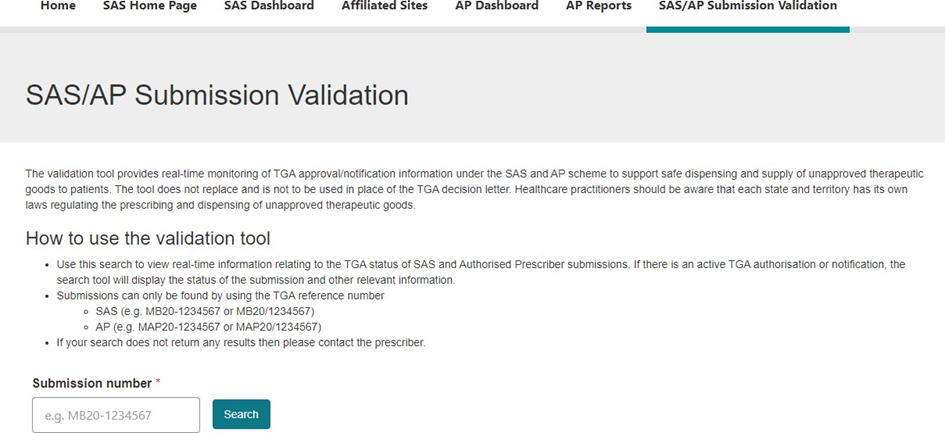 Home SAS Home Page SAS Dashboard Affiliated Sites AP Dashboard AP Reports SAS/AP Submission Validation
SAS/AP Submission Validation
The validation tool provides real-time monitoring of TGA approval/notification information under the SAS and AP scheme to support safe dispensing and supply of unapproved therapeutic
goods to patients. The tool does not replace and is not to be used in place of the TGA decision letter. Healthcare practitioners should be aware that each state and territory has its own
laws regulating the prescribing and dispensing of unapproved therapeutic goods.
How to use the validation tool
• Use this search to view real-time information relating to the TGA status of SAS and Authorised Prescriber submissions. If there is an active TGA authorisation or notification, the
search tool will display the status of the submission and other relevant information.
• Submissions can only be found by using the TGA reference number
◦ SAS (e.g. MB20-1234567 or MB20/1234567)
◦ AP (e.g. MAP20-1234567 or MAP20/1234567)
• If your search does not return any results then please contact the prescriber.
Submission number *
e.g. MB20-1234567 Search